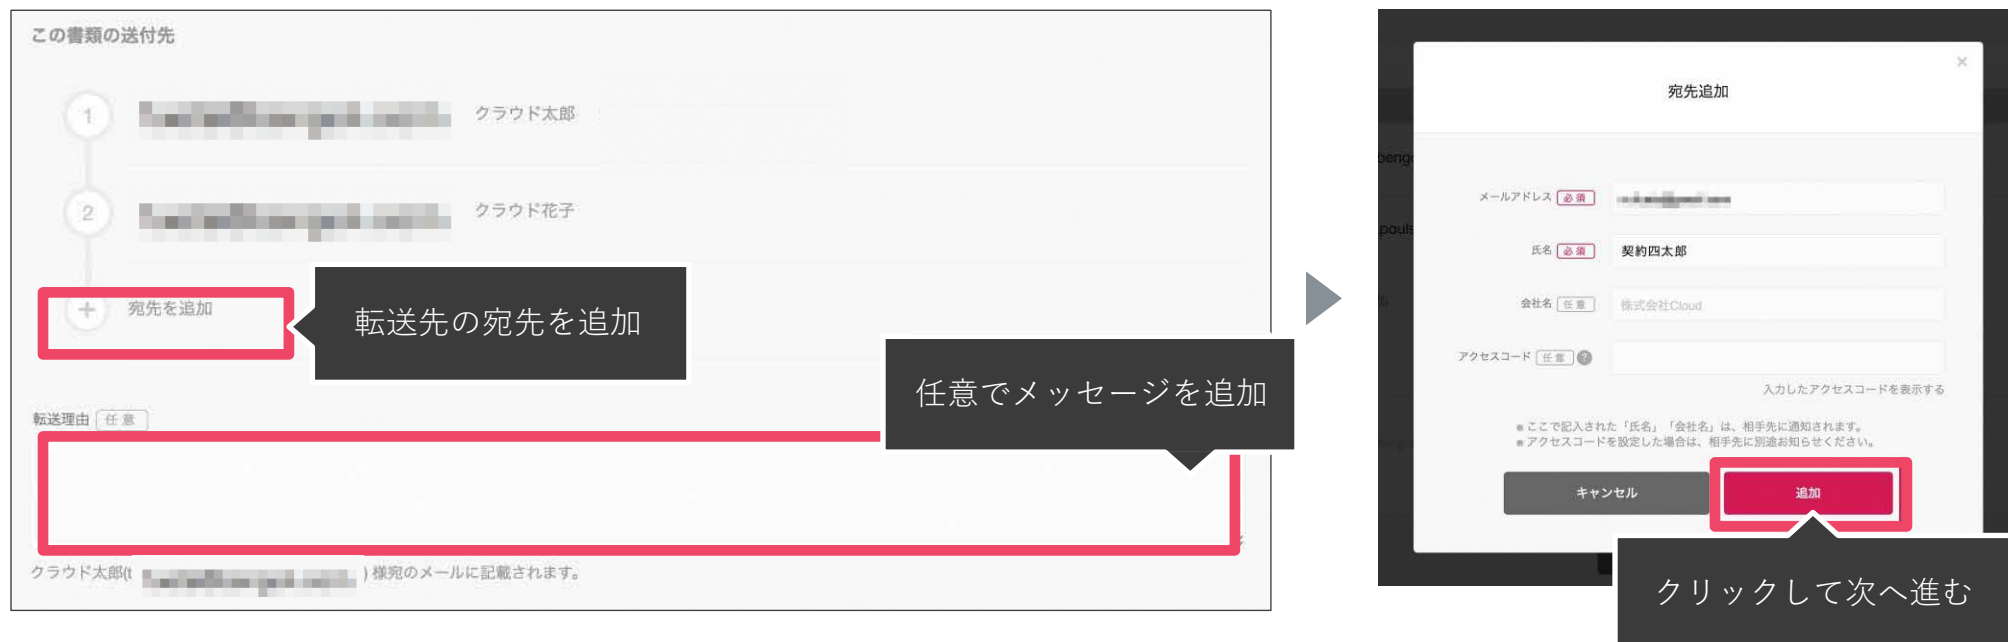 この書類の送付先
1
クラウド太郎
2
クラウド花子
+ 宛先を追加
転送先の宛先を追加
任意でメッセージを追加
転送理由 任意
クラウド太郎(t
) 様宛のメールに記載されます。
×
宛先追加
メールアドレス 必須
氏名 必須 契約四太郎
会社名 任意 株式会社Cloud
アクセスコード 任意 ?
入力したアクセスコードを表示する
※ここで記入された「氏名」「会社名」は、相手先に通知されます。
※アクセスコードを設定した場合は、相手先に別途お知らせください。
キャンセル
追加
クリックして次へ進む